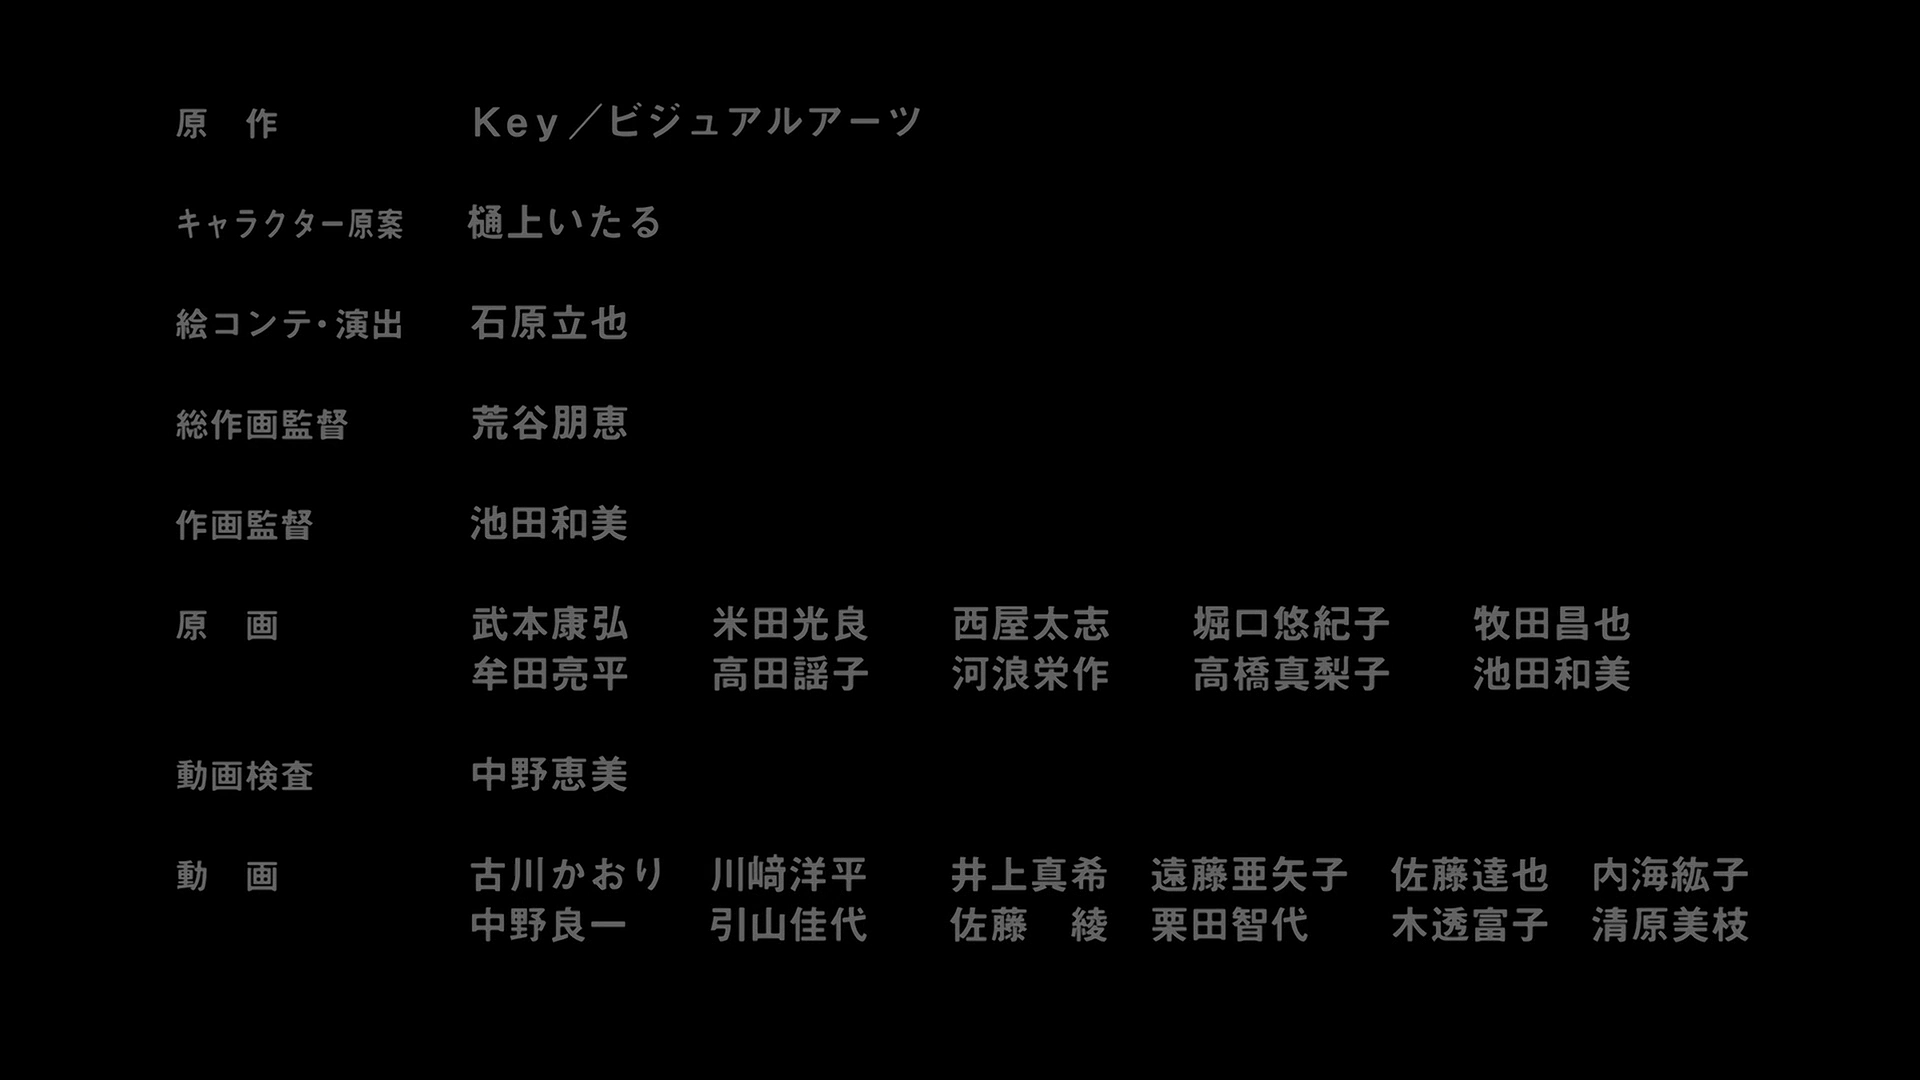 原　作　Ｋｅｙ／ビジュアルアーツ
キャラクター原案　樋上いたる
絵コンテ・演出　石原立也
総作画監督　荒谷朋恵
作画監督　池田和美
原　画　武本康弘　米田光良　西屋太志　堀口悠紀子　牧田昌也
牟田亮平　高田謡子　河浪栄作　高橋真梨子　池田和美
動画検査　中野恵美
動　画　古川かおり　川﨑洋平　井上真希　遠藤亜矢子　佐藤達也　内海紘子
中野良一　引山佳代　佐藤　綾　栗田智代　木透富子　清原美枝